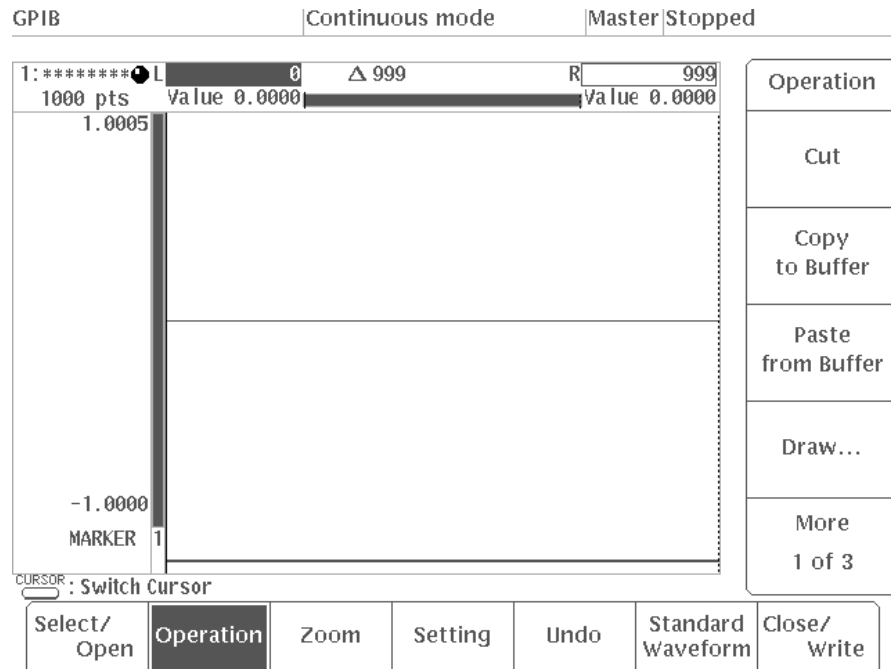 GPIB Continuous mode Master Stopped
1:******** L 0 Δ 999 R 999
1000 pts Value 0.0000 Value 0.0000
1.0005
-1.0000
MARKER 1
CURSOR : Switch Cursor
Operation
Cut
Copy
to Buffer
Paste
from Buffer
Draw...
More
1 of 3
Select/
Open
Operation
Zoom
Setting
Undo
Standard
Waveform
Close/
Write